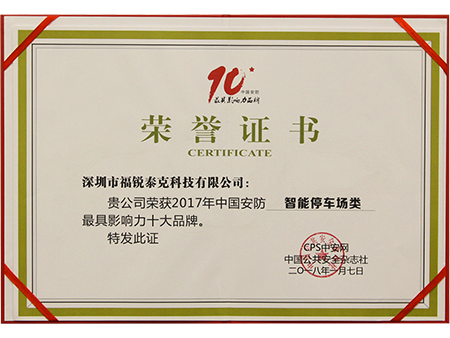 10
中国安防
最具影响力品牌
荣誉证书
CERTIFICATE
深圳市福锐泰克科技有限公司：
贵公司荣获2017年中国安防 智能停车场类
最具影响力十大品牌。
特发此证
CPS中安网
中国公共安全杂志社
二〇一八年一月七日